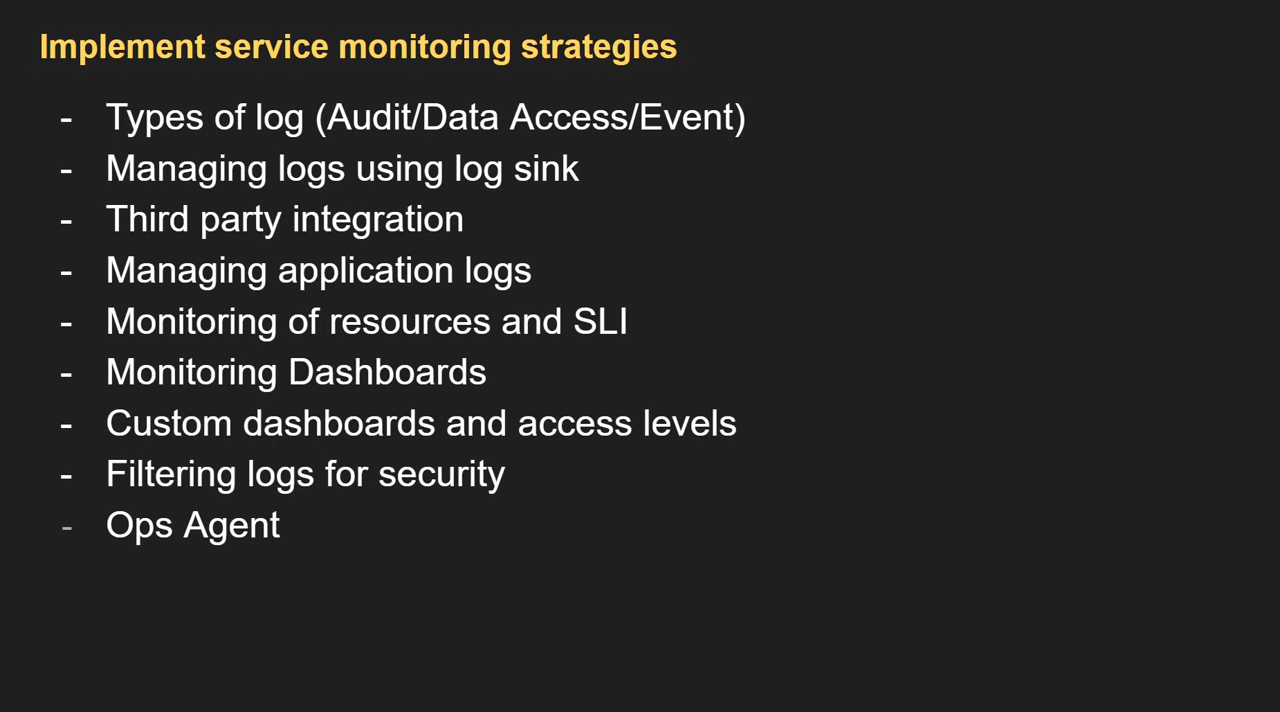 Implement service monitoring strategies
- Types of log (Audit/Data Access/Event)
- Managing logs using log sink
- Third party integration
- Managing application logs
- Monitoring of resources and SLI
- Monitoring Dashboards
- Custom dashboards and access levels
- Filtering logs for security
- Ops Agent